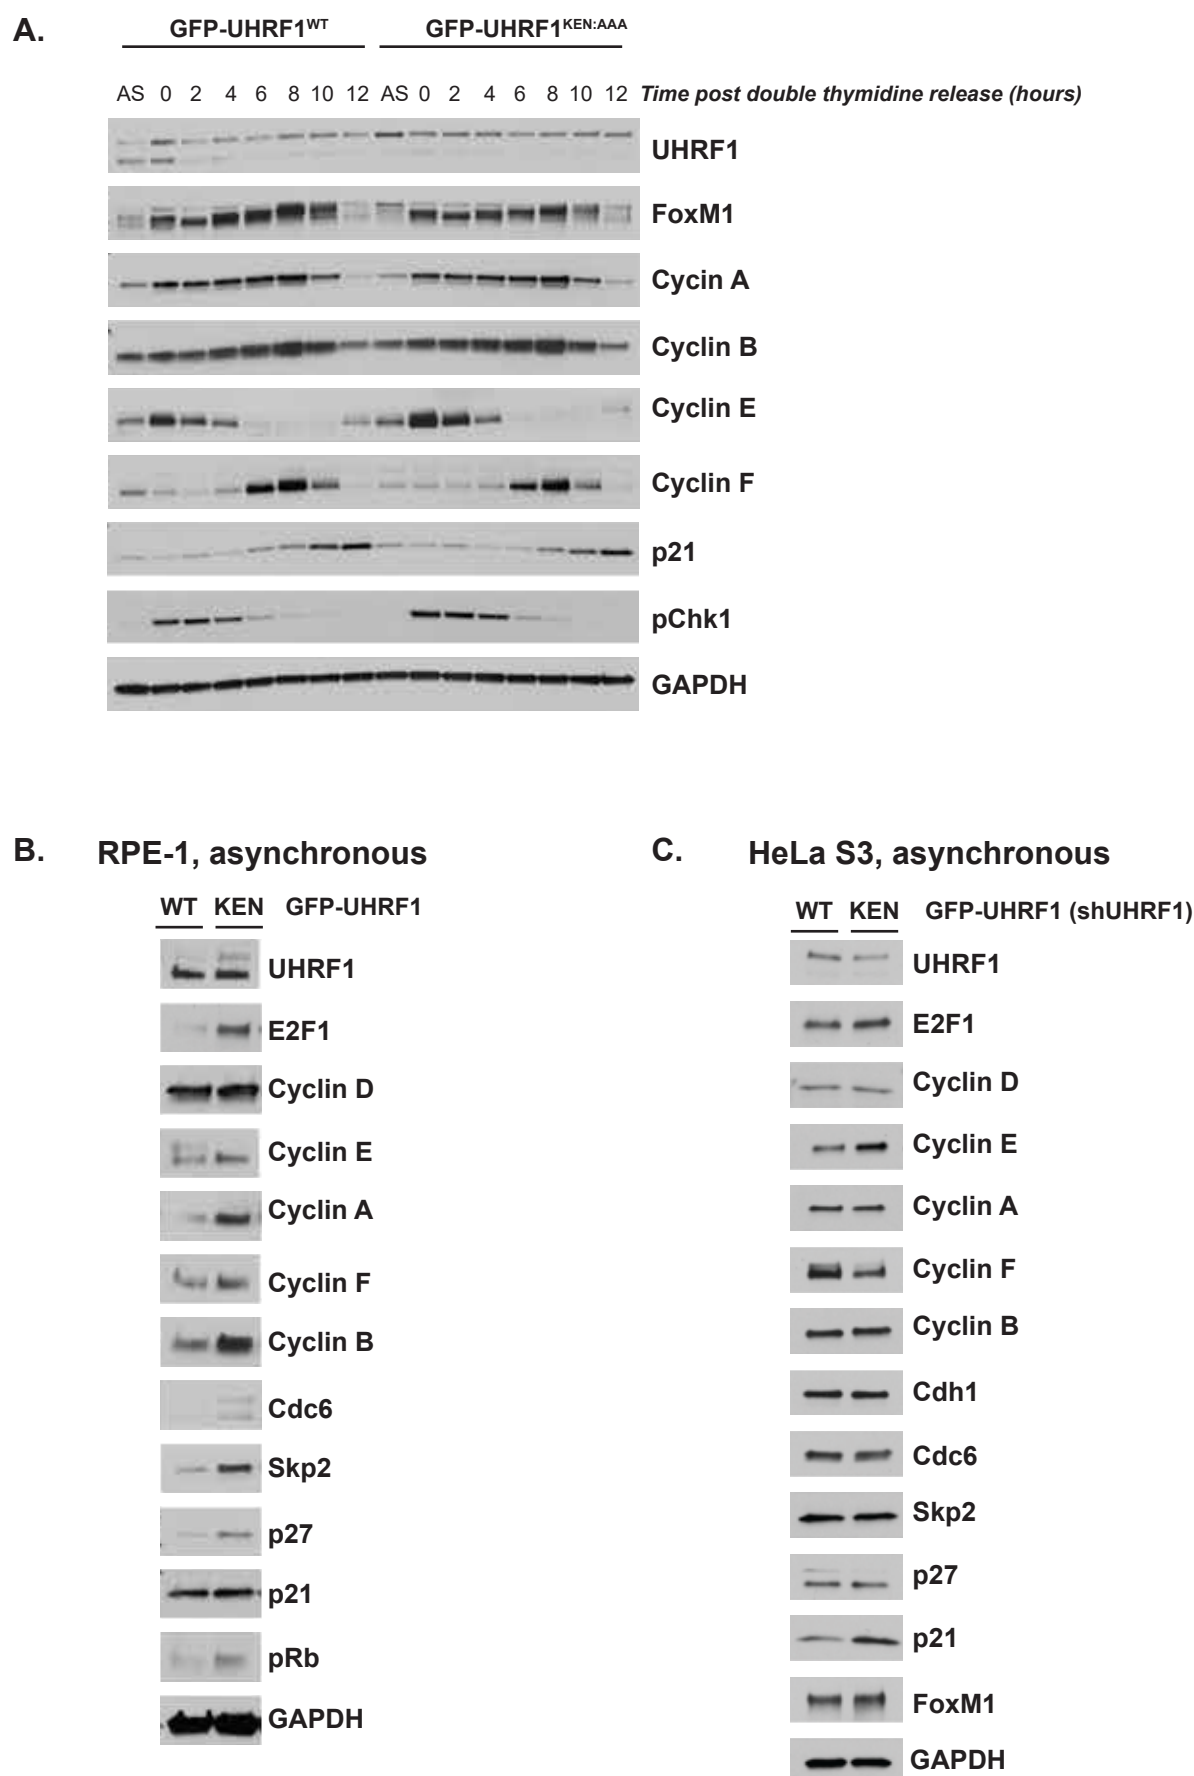 A.
GFP-UHRF1WT GFP-UHRF1KEN:AAA
AS 0 2 4 6 8 10 12 AS 0 2 4 6 8 10 12 Time post double thymidine release (hours)
UHRF1
FoxM1
Cycin A
Cyclin B
Cyclin E
Cyclin F
p21
pChk1
GAPDH
B. RPE-1, asynchronous
WT KEN GFP-UHRF1
UHRF1
E2F1
Cyclin D
Cyclin E
Cyclin A
Cyclin F
Cyclin B
Cdc6
Skp2
p27
p21
pRb
GAPDH
C. HeLa S3, asynchronous
WT KEN GFP-UHRF1 (shUHRF1)
UHRF1
E2F1
Cyclin D
Cyclin E
Cyclin A
Cyclin F
Cyclin B
Cdh1
Cdc6
Skp2
p27
p21
FoxM1
GAPDH